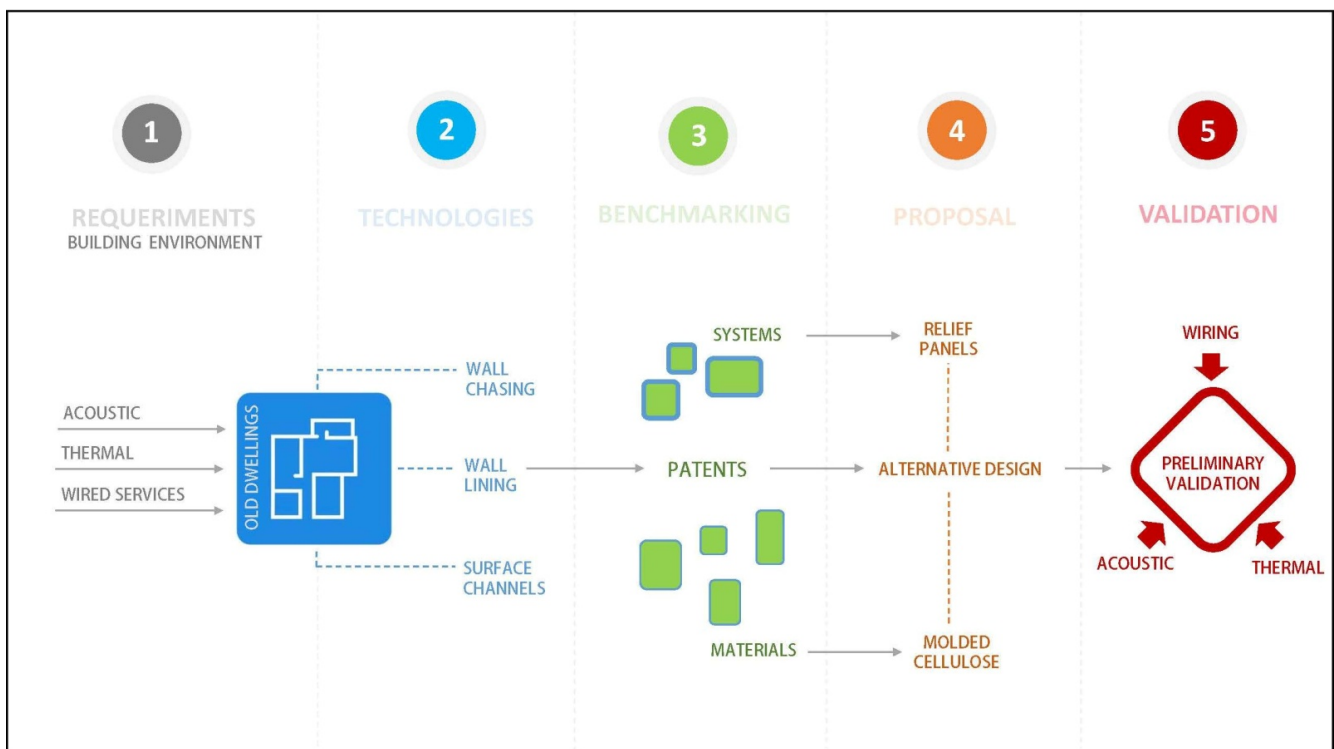 1
2
3
4
5
REQUERIMENTS
BUILDING ENVIRONMENT
TECHNOLOGIES
BENCHMARKING
PROPOSAL
VALIDATION
ACOUSTIC
THERMAL
WIRED SERVICES
OLD DWELLINGS
WALL
CHASING
WALL
LINING
SURFACE
CHANNELS
SYSTEMS
PATENTS
MATERIALS
RELIEF
PANELS
ALTERNATIVE DESIGN
MOLDED
CELLULOSE
WIRING
PRELIMINARY
VALIDATION
ACOUSTIC
THERMAL